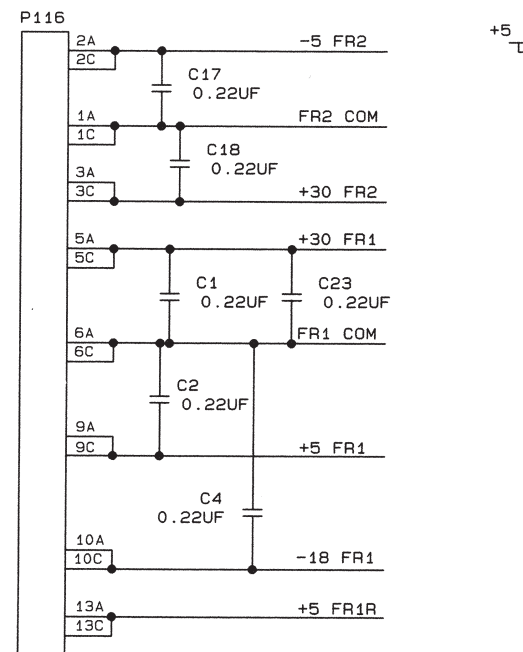 P116
+5
2A
-5 FR2
2C
C17
0.22UF
1A
FR2 COM
1C
C18
0.22UF
3A
3C
+30 FR2
5A
+30 FR1
5C
C1
0.22UF
C23
0.22UF
6A
FR1 COM
6C
C2
0.22UF
9A
9C
+5 FR1
C4
0.22UF
10A
10C
-18 FR1
13A
+5 FR1R
13C